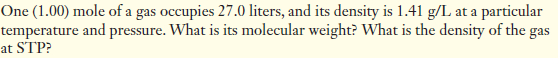 One (1.00) mole of a gas occupies 27.0 liters, and its density is 1.41 g/L at a particular
temperature and pressure. What is its molecular weight? What is the density of the gas
at STP?